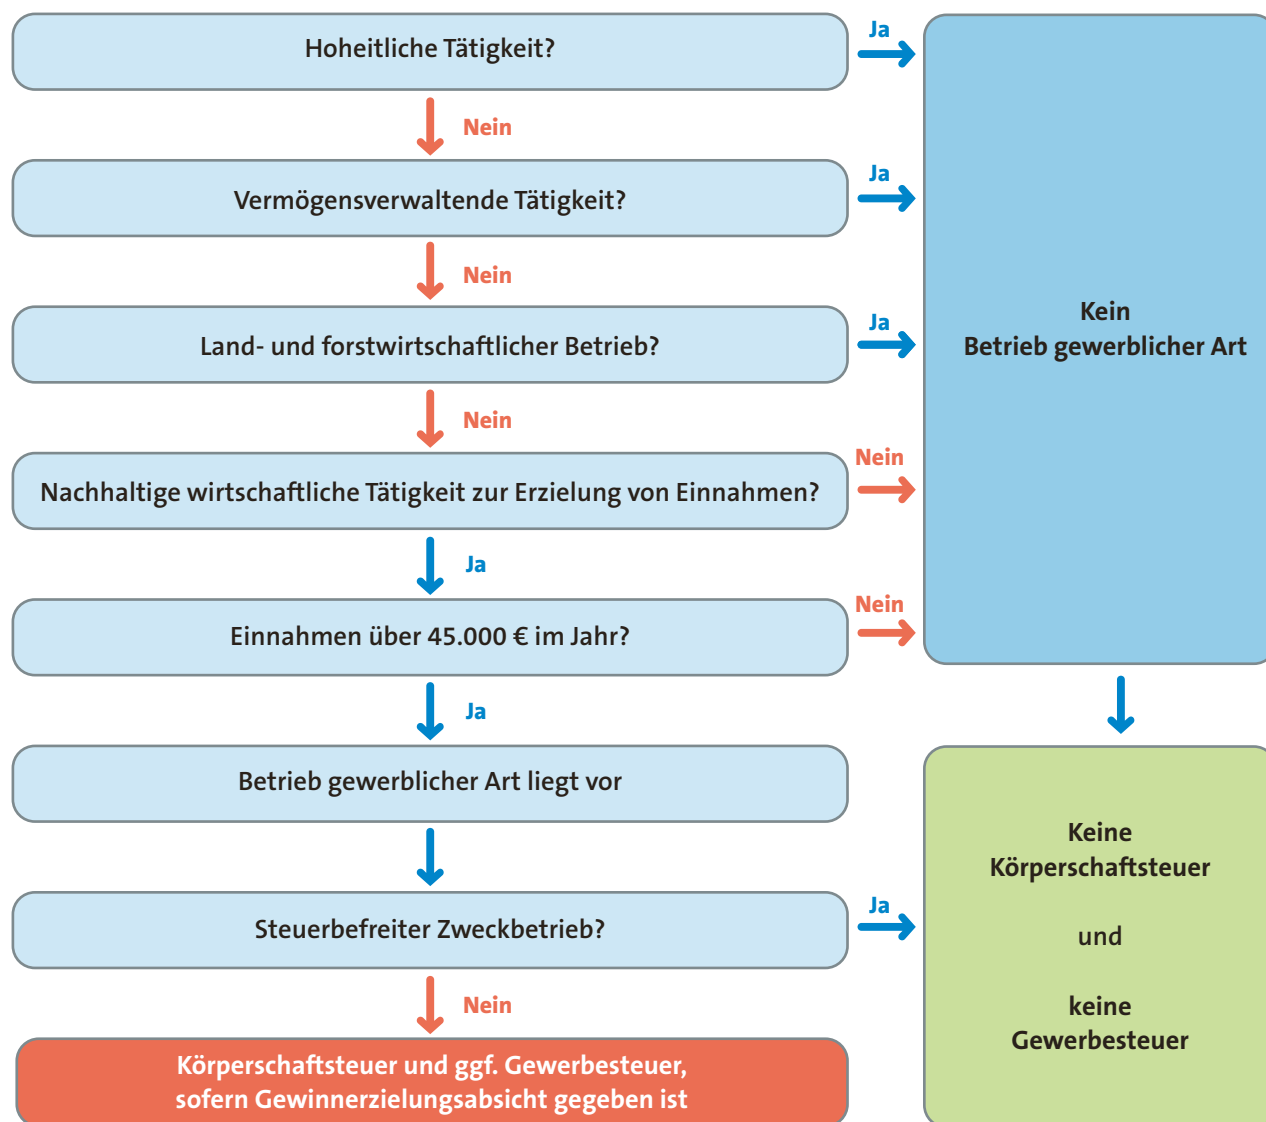 Hoheitliche Tätigkeit?
Ja
Nein
Vermögensverwaltende Tätigkeit?
Ja
Nein
Land- und forstwirtschaftlicher Betrieb?
Ja
Nein
Nachhaltige wirtschaftliche Tätigkeit zur Erzielung von Einnahmen?
Nein
Ja
Einnahmen über 45.000 € im Jahr?
Nein
Ja
Betrieb gewerblicher Art liegt vor
Steuerbefreiter Zweckbetrieb?
Ja
Nein
Körperschaftsteuer und ggf. Gewerbesteuer,
sofern Gewinnerzielungsabsicht gegeben ist
Kein
Betrieb gewerblicher Art
Keine
Körperschaftsteuer
und
keine
Gewerbesteuer